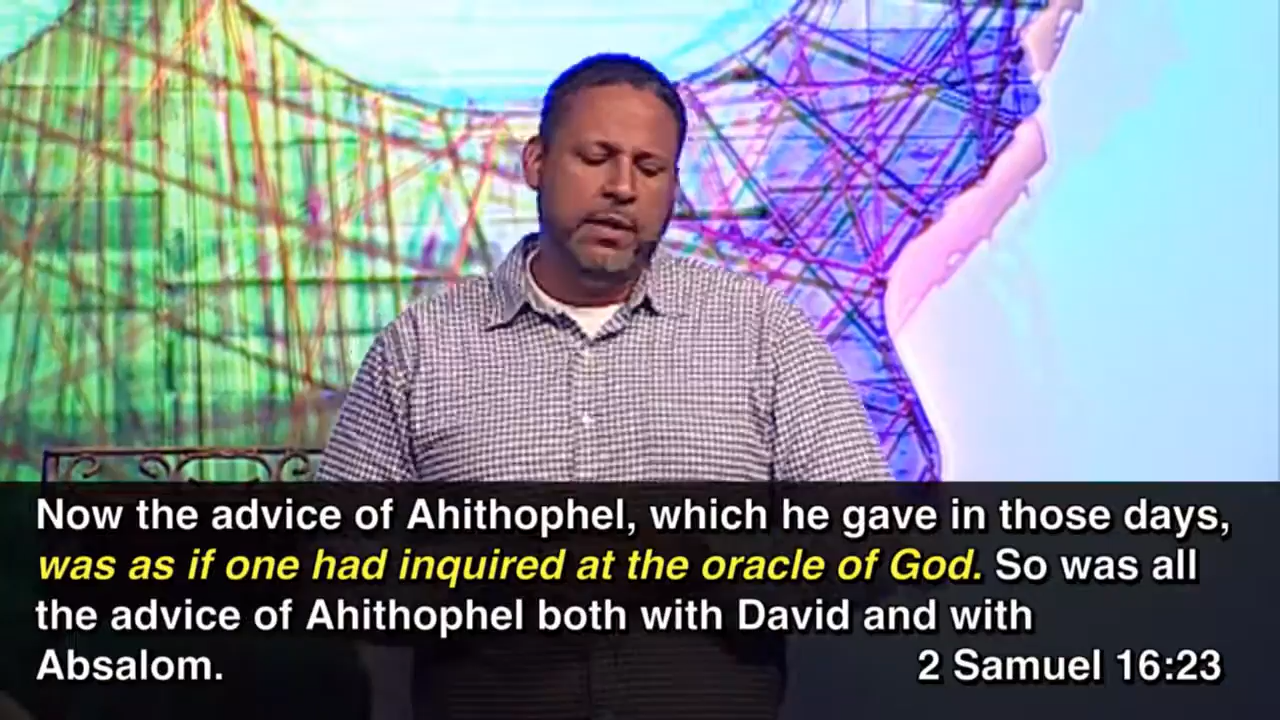 Now the advice of Ahithophel, which he gave in those days,
was as if one had inquired at the oracle of God. So was all
the advice of Ahithophel both with David and with
Absalom. 2 Samuel 16:23